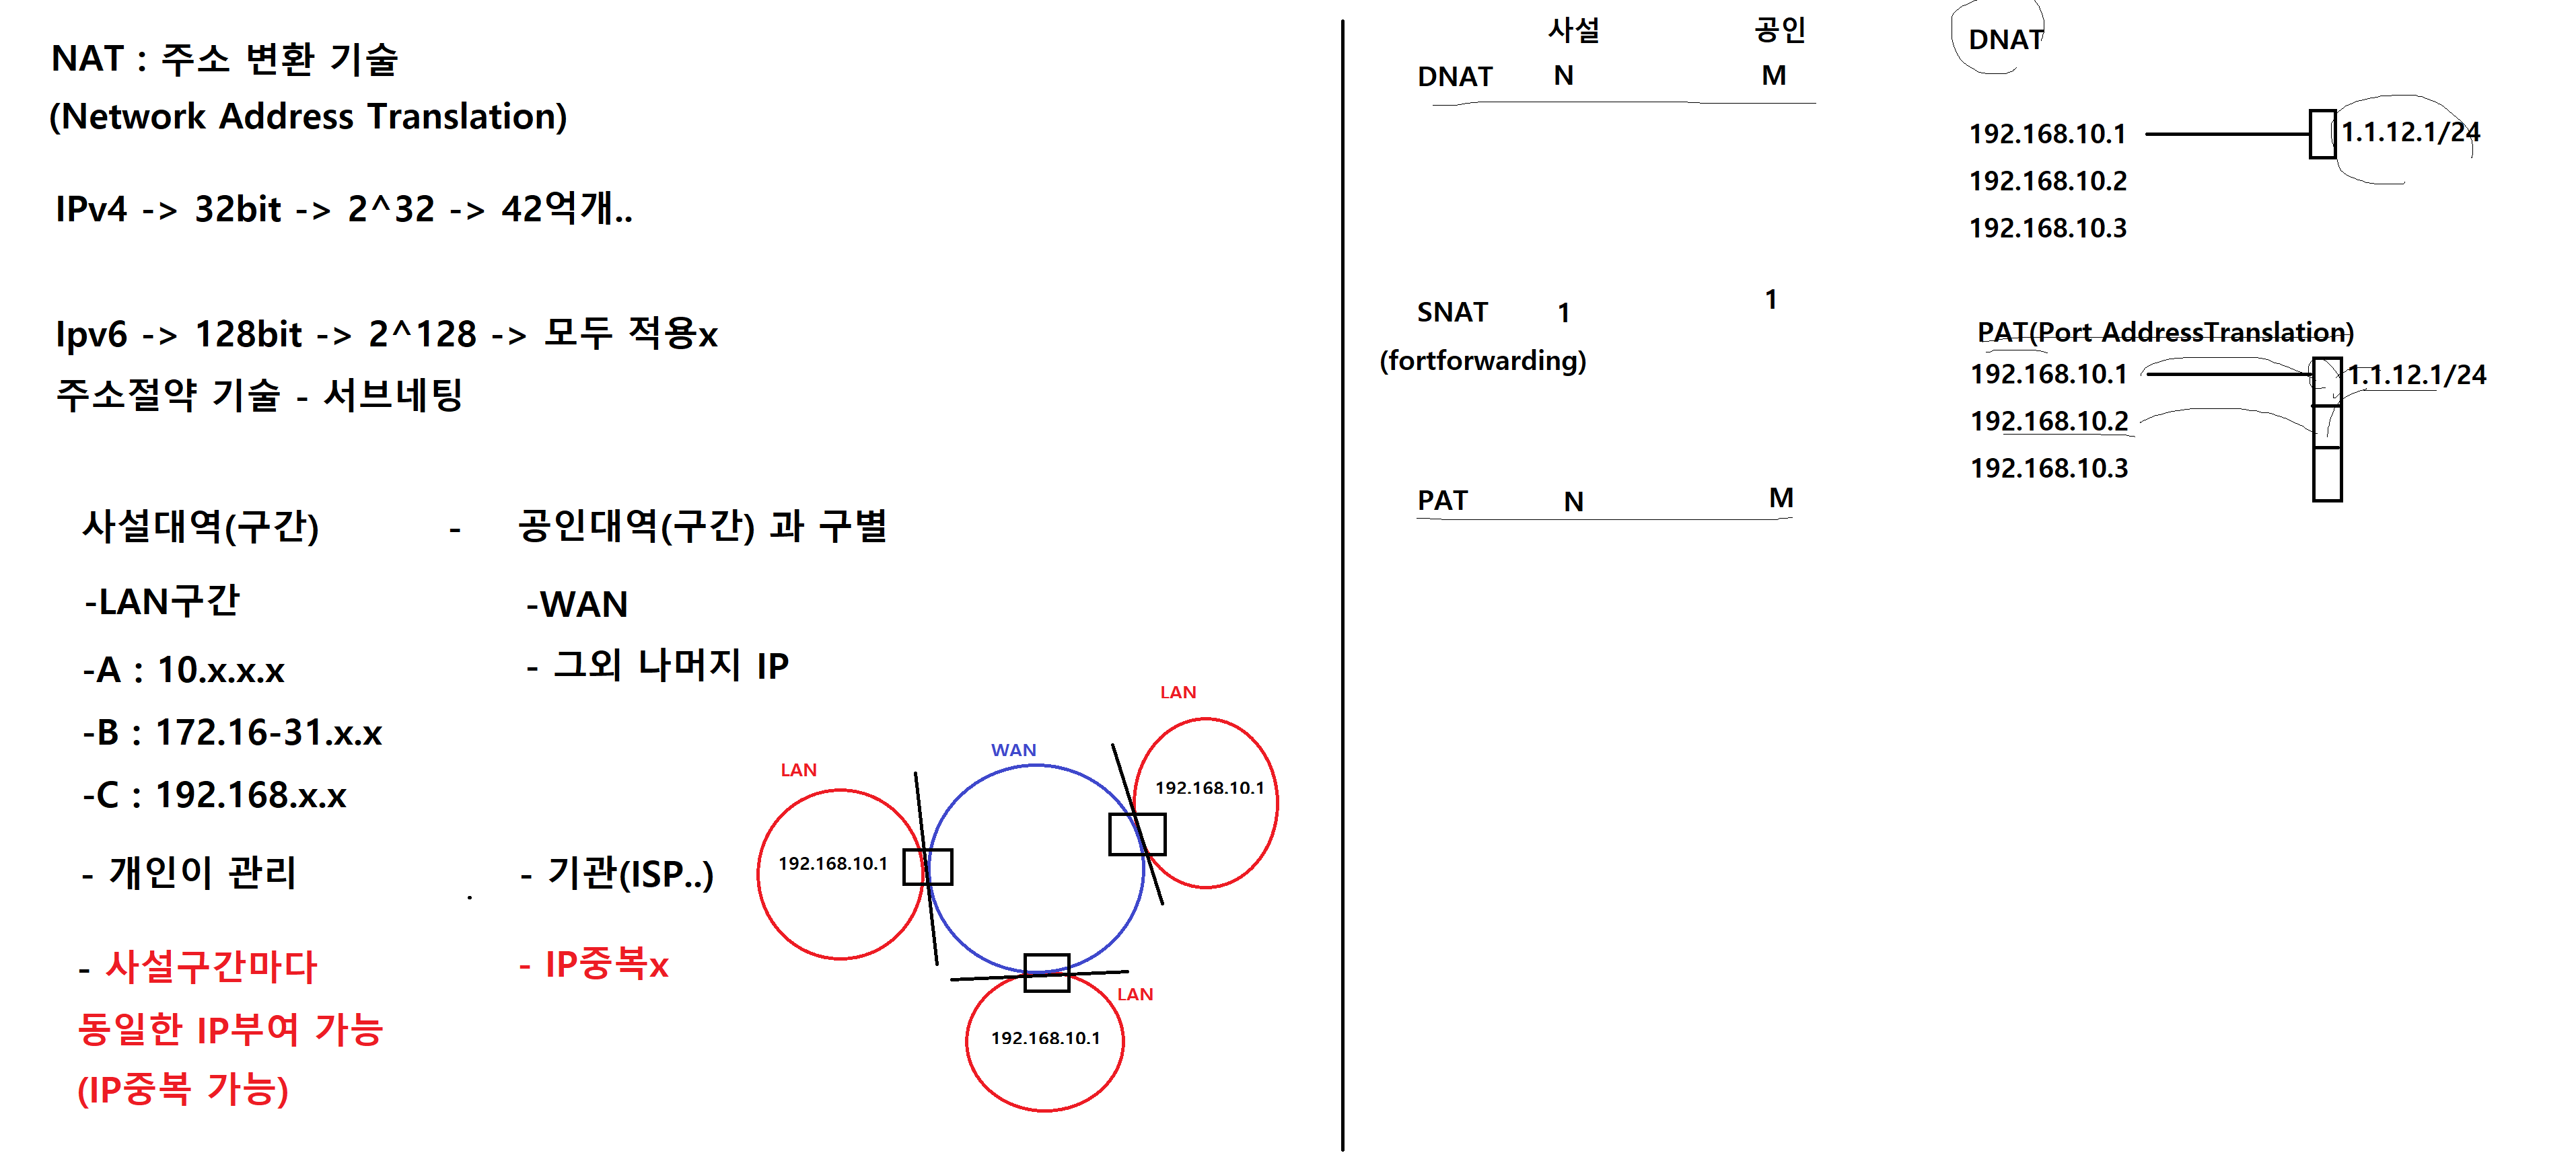 NAT : 주소 변환 기술
(Network Address Translation)
IPv4 -> 32bit -> 2^32 -> 42억개..
Ipv6 -> 128bit -> 2^128 -> 모두 적용x
주소절약 기술 - 서브네팅
사설대역(구간) - 공인대역(구간) 과 구별
-LAN구간
-WAN
-A : 10.x.x.x
- 그외 나머지 IP
-B : 172.16-31.x.x
-C : 192.168.x.x
- 개인이 관리
- 기관(ISP..)
- 사설구간마다
동일한 IP부여 가능
(IP중복 가능)
- IP중복x
LAN
192.168.10.1
WAN
LAN
192.168.10.1
LAN
192.168.10.1
사설 공인
DNAT N M
SNAT 1 1
(fortforwarding)
PAT N M
DNAT
192.168.10.1 1.1.12.1/24
192.168.10.2
192.168.10.3
PAT(Port AddressTranslation)
192.168.10.1 1.1.12.1/24
192.168.10.2
192.168.10.3